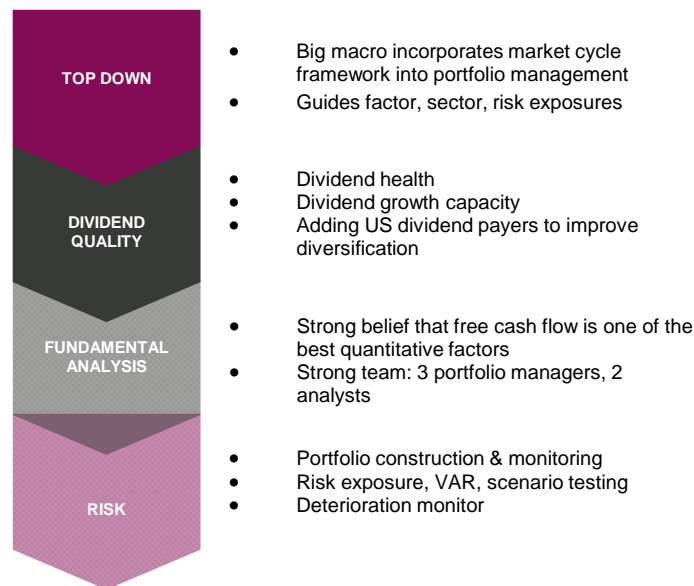 TOP DOWN
• Big macro incorporates market cycle
framework into portfolio management
• Guides factor, sector, risk exposures
DIVIDEND
QUALITY
• Dividend health
• Dividend growth capacity
• Adding US dividend payers to improve
diversification
FUNDAMENTAL
ANALYSIS
• Strong belief that free cash flow is one of the
best quantitative factors
• Strong team: 3 portfolio managers, 2
analysts
RISK
• Portfolio construction & monitoring
• Risk exposure, VAR, scenario testing
• Deterioration monitor